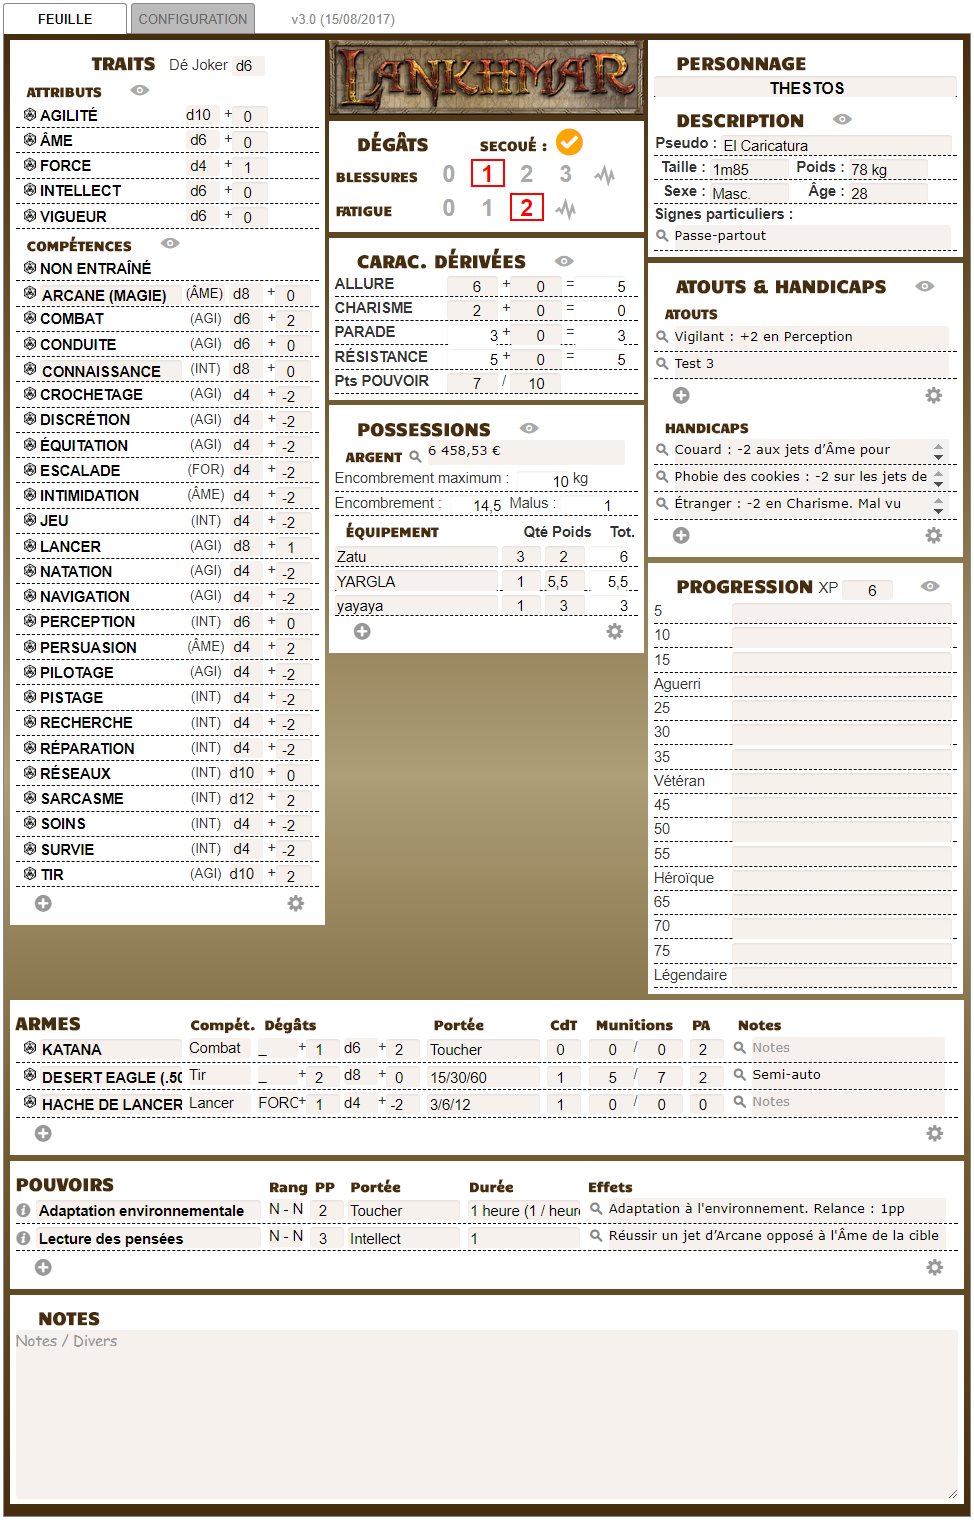 FEUILLE CONFIGURATION v3.0 (15/08/2017)
TRAITS Dé Joker d6
ATTRIBUTS
AGILITÉ d10 + 0
ÂME d6 + 0
FORCE d4 + 1
INTELLECT d6 + 0
VIGUEUR d6 + 0
COMPÉTENCES
NON ENTRAÎNÉ
ARCANE (MAGIE) (ÂME) d8 + 0
COMBAT (AGI) d6 + 2
CONDUITE (AGI) d6 + 0
CONNAISSANCE (INT) d8 + 0
CROCHETAGE (AGI) d4 + -2
DISCRÉTION (AGI) d4 + -2
ÉQUITATION (AGI) d4 + -2
ESCALADE (FOR) d4 + -2
INTIMIDATION (ÂME) d4 + -2
JEU (INT) d4 + -2
LANCER (AGI) d8 + 1
NATATION (AGI) d4 + -2
NAVIGATION (AGI) d4 + -2
PERCEPTION (INT) d6 + 0
PERSUASION (ÂME) d4 + 2
PILOTAGE (AGI) d4 + -2
PISTAGE (INT) d4 + -2
RECHERCHE (INT) d4 + -2
RÉPARATION (INT) d4 + -2
RÉSEAUX (INT) d10 + 0
SARCASME (INT) d12 + 2
SOINS (INT) d4 + -2
SURVIE (INT) d4 + -2
TIR (AGI) d10 + 2
LANKHMAR
DÉGÂTS SECOUÉ :
BLESSURES 0 1 2 3
FATIGUE 0 1 2
CARAC. DÉRIVÉES
ALLURE 6 + 0 = 5
CHARISME 2 + 0 = 0
PARADE 3 + 0 = 3
RÉSISTANCE 5 + 0 = 5
Pts POUVOIR 7 / 10
POSSESSIONS
ARGENT 6 458,53 €
Encombrement maximum : 10 kg
Encombrement : 14,5 Malus : 1
ÉQUIPEMENT Qté Poids Tot.
Zatu 3 2 6
YARGLA 1 5,5 5,5
yayaya 1 3 3
PERSONNAGE
THESTOS
DESCRIPTION
Pseudo : El Caricatura
Taille : 1m85 Poids : 78 kg
Sexe : Masc. Âge : 28
Signes particuliers :
Passe-partout
ATOUTS & HANDICAPS
ATOUTS
Vigilant : +2 en Perception
Test 3
HANDICAPS
Couard : -2 aux jets d’Âme pour
Phobie des cookies : -2 sur les jets de
Étranger : -2 en Charisme. Mal vu
PROGRESSION XP 6
5
10
15
Aguerri
25
30
35
Vétéran
45
50
55
Héroïque
65
70
75
Légendaire
ARMES Compét. Dégâts Portée CdT Munitions PA Notes
KATANA Combat _ + 1 d6 + 2 Toucher 0 0 / 0 2 Notes
DESERT EAGLE (.50 Tir _ + 2 d8 + 0 15/30/60 1 5 / 7 2 Semi-auto
HACHE DE LANCER Lancer FORC + 1 d4 + -2 3/6/12 1 0 / 0 0 Notes
POUVOIRS Rang PP Portée Durée Effets
Adaptation environnementale N - N 2 Toucher 1 heure (1 / heure Adaptation à l'environnement. Relance : 1pp
Lecture des pensées N - N 3 Intellect 1 Réussir un jet d’Arcane opposé à l'Âme de la cible
NOTES
Notes / Divers